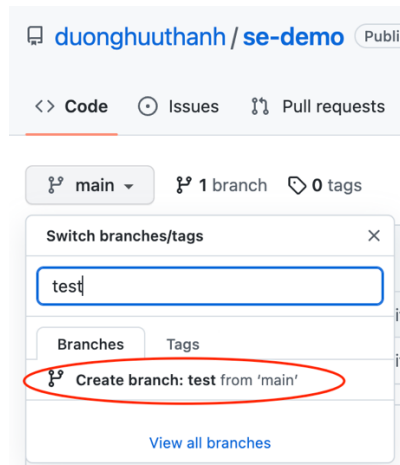 duonghuuthanh / se-demo Publi
<> Code Issues Pull requests
main 1 branch 0 tags
Switch branches/tags
test
Branches Tags
Create branch: test from ‘main’
View all branches